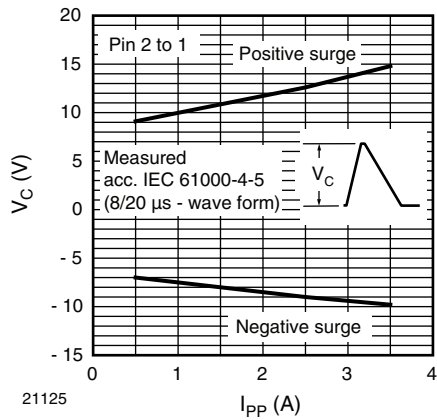 20
Pin 2 to 1
Positive surge
15
10
V_C (V)
Measured
acc. IEC 61000-4-5
(8/20 µs - wave form)
V_C
5
0
- 5
- 10
Negative surge
- 15
0 1 2 3 4
21125
I_PP (A)